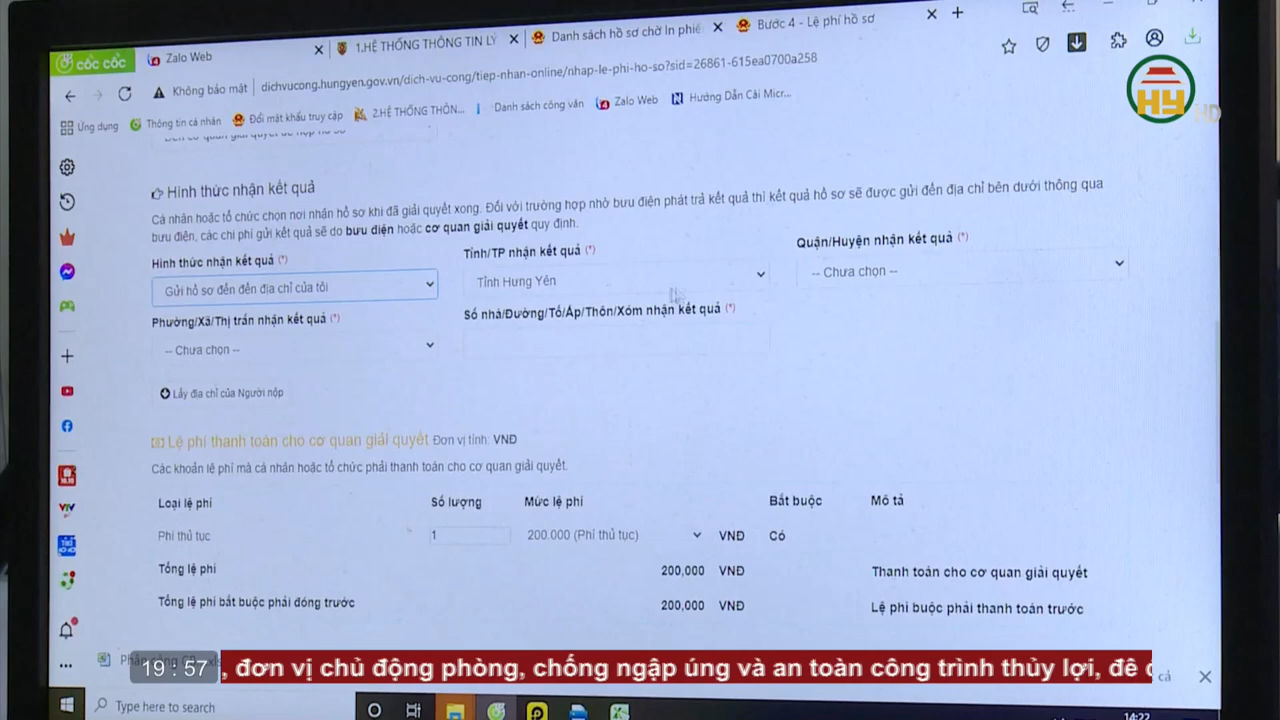 cốc cốc
Zalo Web
1.HỆ THỐNG THÔNG TIN LÝ
Danh sách hồ sơ chờ In phiế
Bước 4 - Lệ phí hồ sơ
Không bảo mật
dichvucong.hungyen.gov.vn/dich-vu-cong/tiep-nhan-online/nhap-le-phi-ho-so?sid=26861-615ea0700a258
HY
HD
Ứng dụng
Thông tin cá nhân
Đổi mật khẩu truy cập
2.HỆ THỐNG THÔN...
Danh sách công văn
Zalo Web
Hướng Dẫn Cài Micr...
Hình thức nhận kết quả
Cá nhân hoặc tổ chức chọn nơi nhận hồ sơ khi đã giải quyết xong. Đối với trường hợp nhờ bưu điện phát trả kết quả thì kết quả hồ sơ sẽ được gửi đến địa chỉ bên dưới thông qua
bưu điện, các chi phí gửi kết quả sẽ do bưu điện hoặc cơ quan giải quyết quy định.
Hình thức nhận kết quả (*)
Tỉnh/TP nhận kết quả (*)
Quận/Huyện nhận kết quả (*)
Gửi hồ sơ đến đến địa chỉ của tôi
Tỉnh Hưng Yên
-- Chưa chọn --
Phường/Xã/Thị trấn nhận kết quả (*)
Số nhà/Đường/Tổ/Ấp/Thôn/Xóm nhận kết quả (*)
-- Chưa chọn --
Lấy địa chỉ của Người nộp
Lệ phí thanh toán cho cơ quan giải quyết Đơn vị tính: VNĐ
Các khoản lệ phí mà cá nhân hoặc tổ chức phải thanh toán cho cơ quan giải quyết.
Loại lệ phí
Số lượng
Mức lệ phí
Bắt buộc
Mô tả
Phí thủ tục
1
200.000 (Phí thủ tục)
VNĐ
Có
Tổng lệ phí
200,000 VNĐ
Thanh toán cho cơ quan giải quyết
Tổng lệ phí bắt buộc phải đóng trước
200,000 VNĐ
Lệ phí buộc phải thanh toán trước
19 : 57
, đơn vị chủ động phòng, chống ngập úng và an toàn công trình thủy lợi, đê
cả
Type here to search
14:22